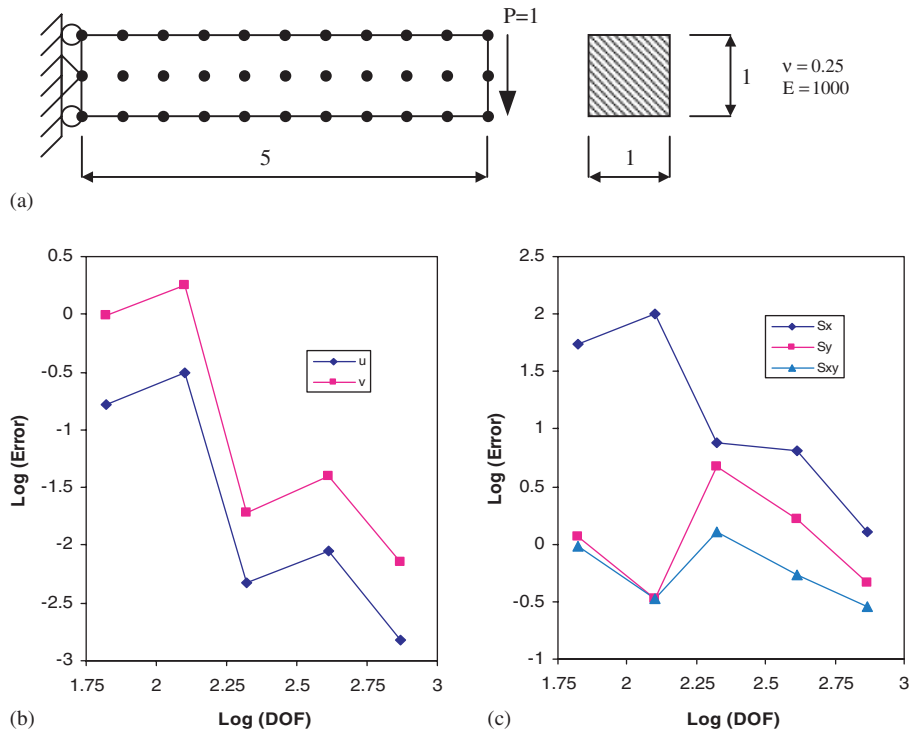 P=1
1
ν = 0.25
E = 1000
5
1
(a)
0.5
0
-0.5
-1
-1.5
-2
-2.5
-3
Log (Error)
u
v
1.75
2
2.25
2.5
2.75
3
(b)
Log (DOF)
2.5
2
1.5
1
0.5
0
-0.5
-1
Log (Error)
Sx
Sy
Sxy
1.75
2
2.25
2.5
2.75
3
(c)
Log (DOF)